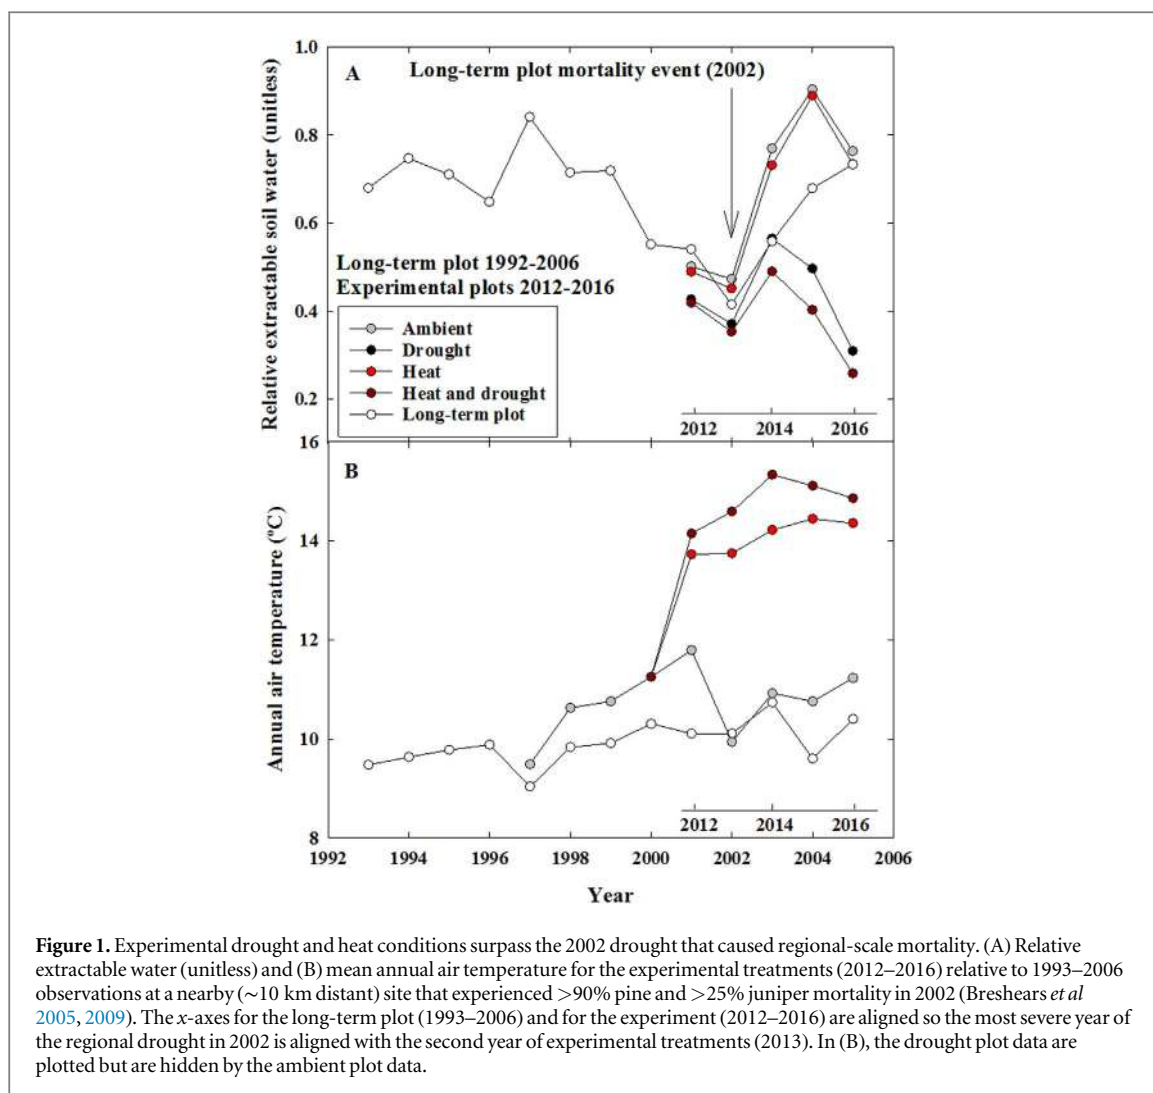 1.0
A
Long-term plot mortality event (2002)
0.8
0.6
0.4
0.2
Relative extractable soil water (unitless)
Long-term plot 1992-2006
Experimental plots 2012-2016
Ambient
Drought
Heat
Heat and drought
Long-term plot
2012 2014 2016
16
B
14
12
10
8
Annual air temperature (°C)
2012 2014 2016
1992 1994 1996 1998 2000 2002 2004 2006
Year
Figure 1. Experimental drought and heat conditions surpass the 2002 drought that caused regional-scale mortality. (A) Relative
extractable water (unitless) and (B) mean annual air temperature for the experimental treatments (2012–2016) relative to 1993–2006
observations at a nearby (∼10 km distant) site that experienced >90% pine and >25% juniper mortality in 2002 (Breshears et al
2005, 2009). The x-axes for the long-term plot (1993–2006) and for the experiment (2012–2016) are aligned so the most severe year of
the regional drought in 2002 is aligned with the second year of experimental treatments (2013). In (B), the drought plot data are
plotted but are hidden by the ambient plot data.